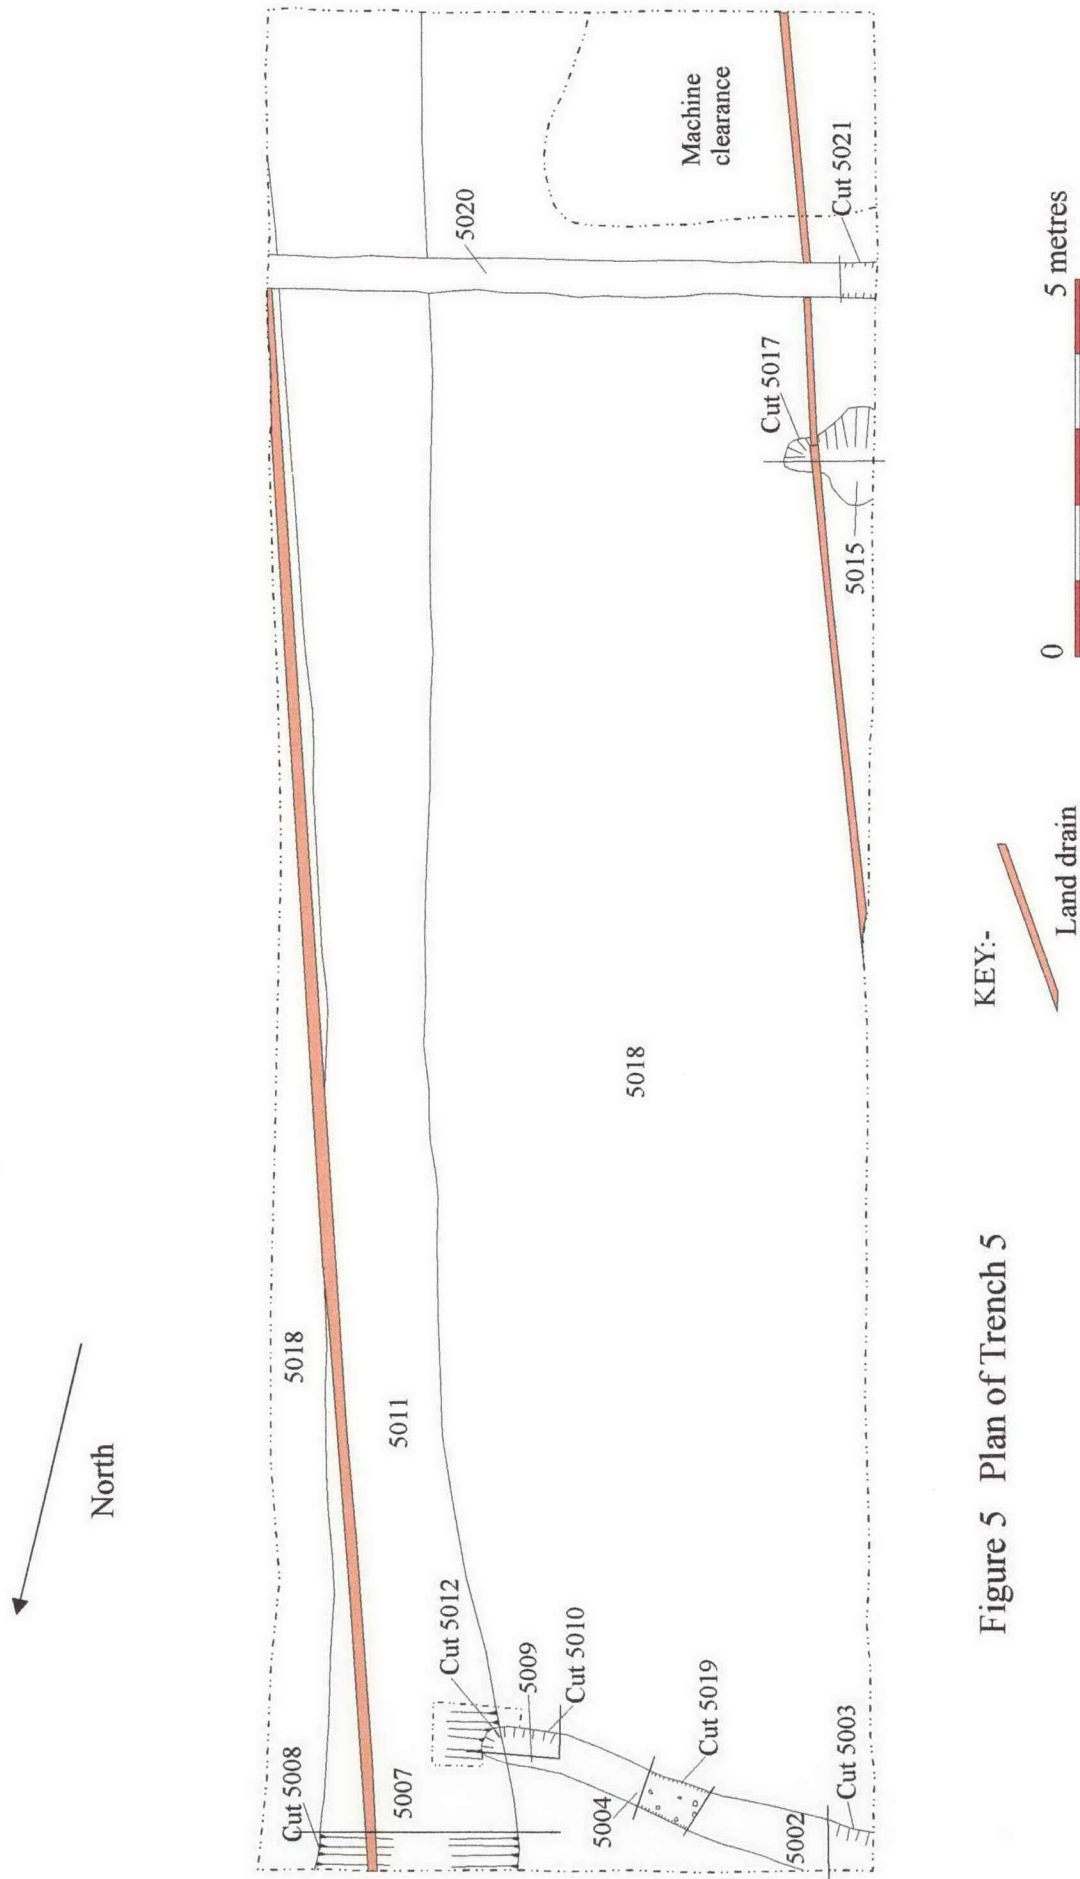 North
5018
5011
Cut 5008
5007
Cut 5012
5009
Cut 5010
5004
Cut 5019
5002
Cut 5003
5018
5020
Machine
clearance
Cut 5021
Cut 5017
5015
KEY:-
Land drain
0
5 metres
Figure 5 Plan of Trench 5